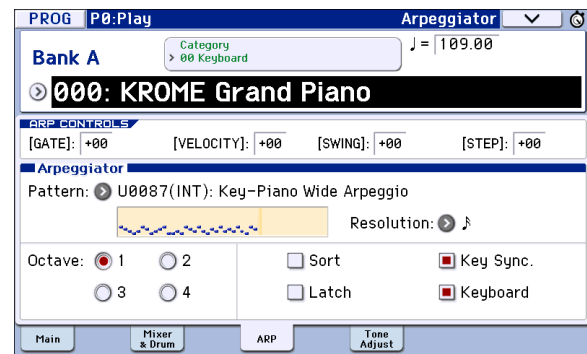 PROG P0:Play Arpeggiator
Bank A
Category
00 Keyboard
♩= 109.00
000: KROME Grand Piano
ARP CONTROLS
[GATE]: +00 [VELOCITY]: +00 [SWING]: +00 [STEP]: +00
Arpeggiator
Pattern: U0087(INT): Key-Piano Wide Arpeggio
Resolution:
Octave: 1 2 Sort Key Sync.
3 4 Latch Keyboard
Main Mixer & Drum ARP Tone Adjust